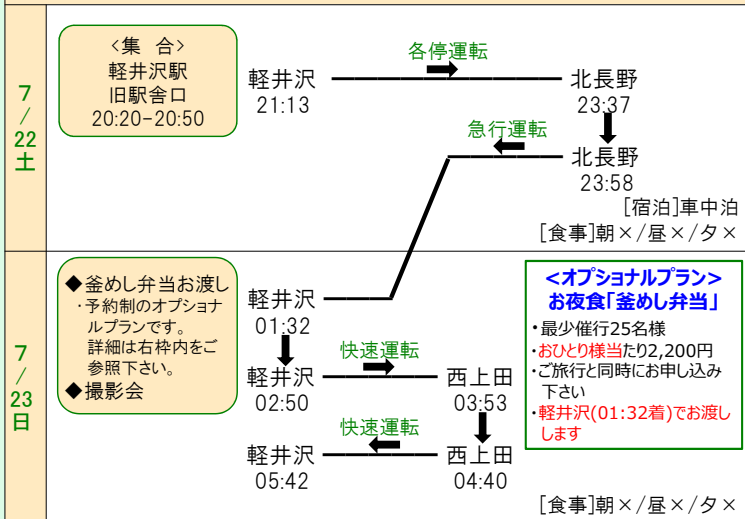 7
/
22
土
<集 合>
軽井沢駅
旧駅舎口
20:20-20:50
各停運転
軽井沢
21:13
北長野
23:37
急行運転
北長野
23:58
[宿泊]車中泊
[食事]朝×/昼×/夕×
7
/
23
日
◆釜めし弁当お渡し
・予約制のオプショナ
ルプランです。
詳細は右枠内をご
参照下さい。
◆撮影会
軽井沢
01:32
快速運転
軽井沢
02:50
西上田
03:53
快速運転
軽井沢
05:42
西上田
04:40
<オプショナルプラン>
お夜食「釜めし弁当」
・最少催行25名様
・おひとり様当たり2,200円
・ご旅行と同時にお申し込み
下さい
・軽井沢(01:32着)でお渡し
します
[食事]朝×/昼×/夕×